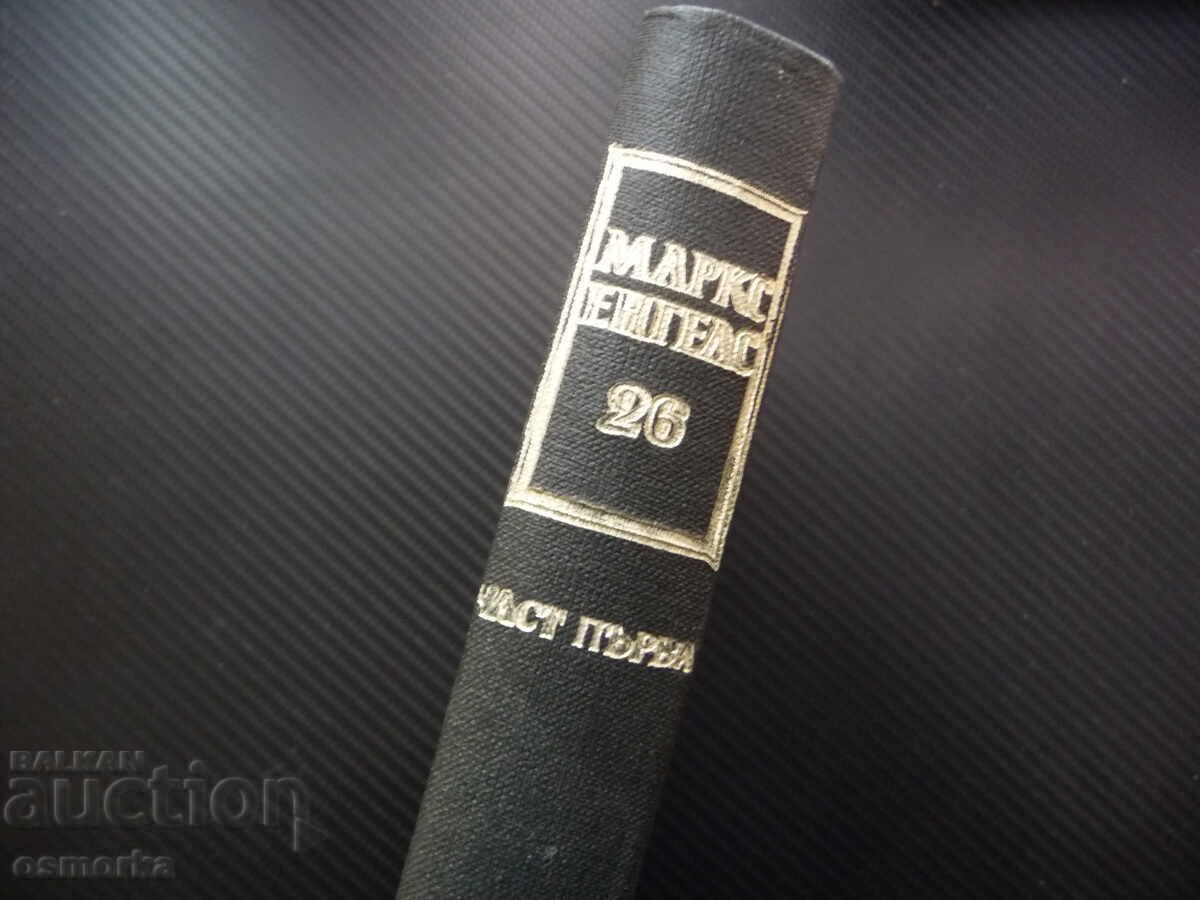 МАРКС
ЕНГЕЛС
26
ЧАСТ ПЪРВА
BALKAN
auction
osmorka